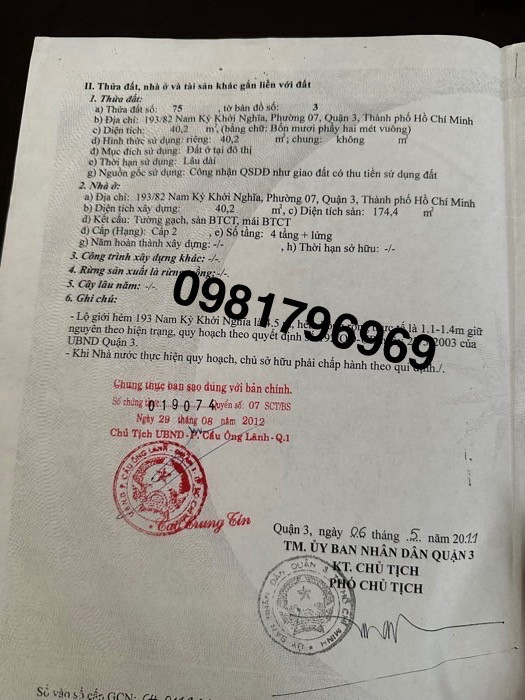 II. Thửa đất, nhà ở và tài sản khác gắn liền với đất
1. Thửa đất:
a) Thửa đất số: 75 , tờ bản đồ số: 3
b) Địa chỉ: 193/82 Nam Kỳ Khởi Nghĩa, Phường 07, Quận 3, Thành phố Hồ Chí Minh
c) Diện tích: 40,2 m², (bằng chữ: Bốn mươi phẩy hai mét vuông)
d) Hình thức sử dụng: riêng: 40,2 m²; chung: không m²
đ) Mục đích sử dụng: Đất ở tại đô thị
e) Thời hạn sử dụng: Lâu dài
g) Nguồn gốc sử dụng: Công nhận QSDĐ như giao đất có thu tiền sử dụng đất
2. Nhà ở:
a) Địa chỉ: 193/82 Nam Kỳ Khởi Nghĩa, Phường 07, Quận 3, Thành phố Hồ Chí Minh
b) Diện tích xây dựng: 40,2 m², c) Diện tích sàn: 174,4 m²
d) Kết cấu: Tường gạch, sàn BTCT, mái BTCT
đ) Cấp (Hạng): Cấp 2 , e) Số tầng: 4 tầng + lửng
g) Năm hoàn thành xây dựng: -/- , h) Thời hạn sở hữu: -/-
3. Công trình xây dựng khác: -/-
4. Rừng sản xuất là rừng trồng: -/-
5. Cây lâu năm: -/-
6. Ghi chú:
0981796969
- Lộ giới hẻm 193 Nam Kỳ Khởi Nghĩa là 4.5 là 1.1-1.4m giữ
nguyên theo hiện trạng, quy hoạch theo quyết định 2003 của
UBND Quận 3.
- Khi Nhà nước thực hiện quy hoạch, chủ sở hữu phải chấp hành theo qui định./.
Chứng thực bản sao đúng với bản chính.
Số chứng thực 019074 Quyển số: 07 SCT/BS
Ngày 29 tháng 08 năm 2012
Chủ Tịch UBND P. Cầu Ông Lãnh - Q.1
Cao Trung Tín
Quận 3, ngày 26 tháng 5 năm 2011
TM. ỦY BAN NHÂN DÂN QUẬN 3
KT. CHỦ TỊCH
PHÓ CHỦ TỊCH
Số vào sổ cấp GCN: